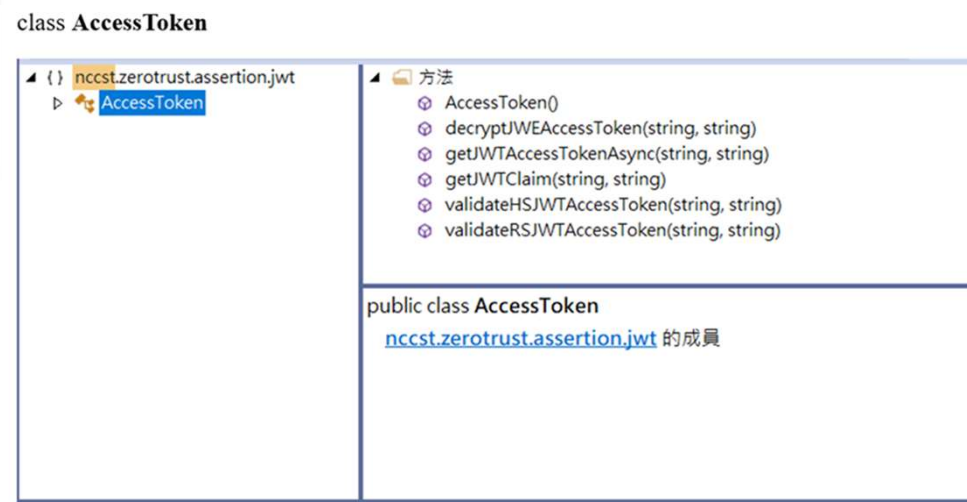 class AccessToken
{ } nccst.zerotrust.assertion.jwt
AccessToken
方法
AccessToken()
decryptJWEAccessToken(string, string)
getJWTAccessTokenAsync(string, string)
getJWTClaim(string, string)
validateHSJWTAccessToken(string, string)
validateRSJWTAccessToken(string, string)
public class AccessToken
nccst.zerotrust.assertion.jwt 的成員